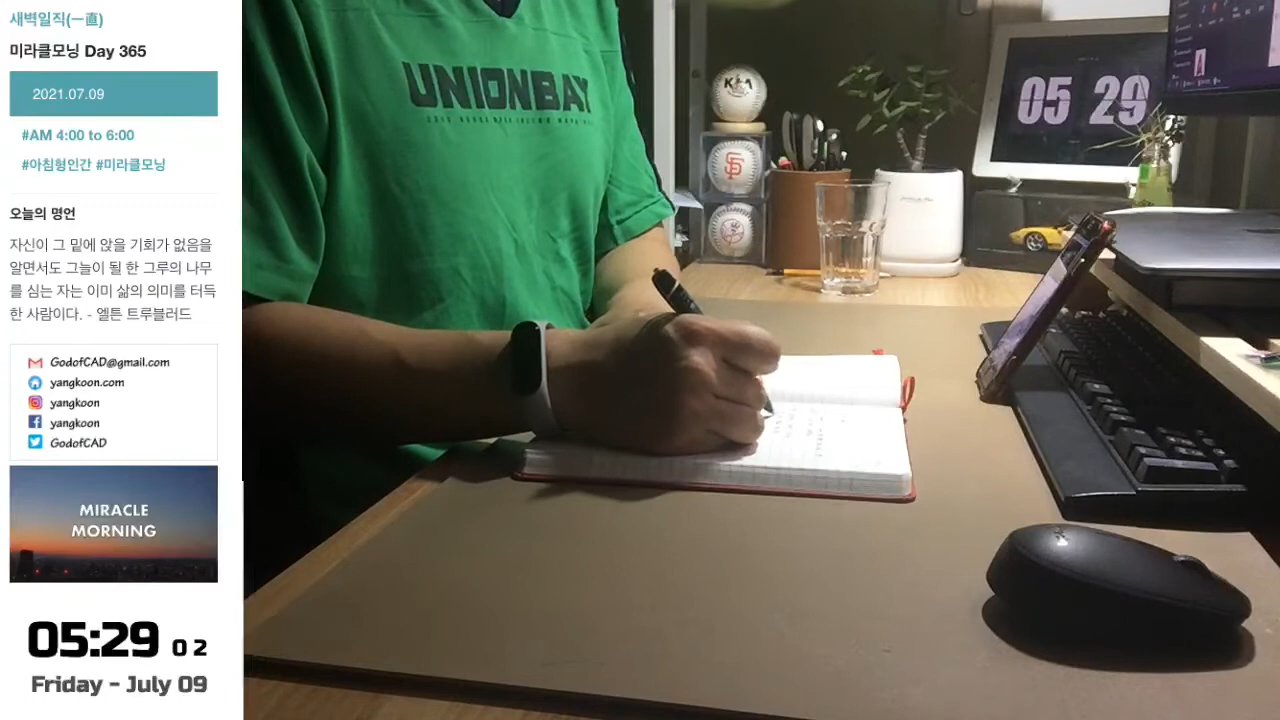 새벽일직(一直)
미라클모닝 Day 365
2021.07.09
#AM 4:00 to 6:00
#아침형인간 #미라클모닝
오늘의 명언
자신이 그 밑에 앉을 기회가 없음을
알면서도 그늘이 될 한 그루의 나무
를 심는 자는 이미 삶의 의미를 터득
한 사람이다. - 엘튼 트루블러드
GodofCAD@gmail.com
yangkoon.com
yangkoon
yangkoon
GodofCAD
MIRACLE
MORNING
05:29 02
Friday - July 09
UNIONBAY
05 29